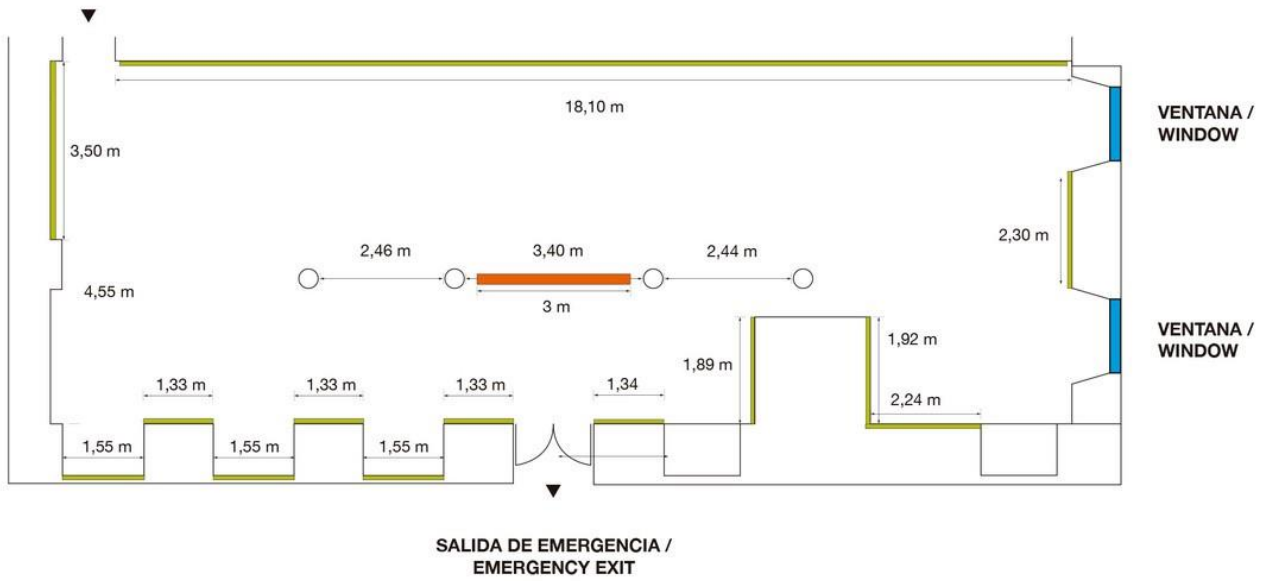 18,10 m
VENTANA /
WINDOW
3,50 m
2,30 m
2,46 m
3,40 m
2,44 m
4,55 m
3 m
VENTANA /
WINDOW
1,89 m
1,92 m
1,33 m
1,33 m
1,33 m
1,34
2,24 m
1,55 m
1,55 m
1,55 m
SALIDA DE EMERGENCIA /
EMERGENCY EXIT